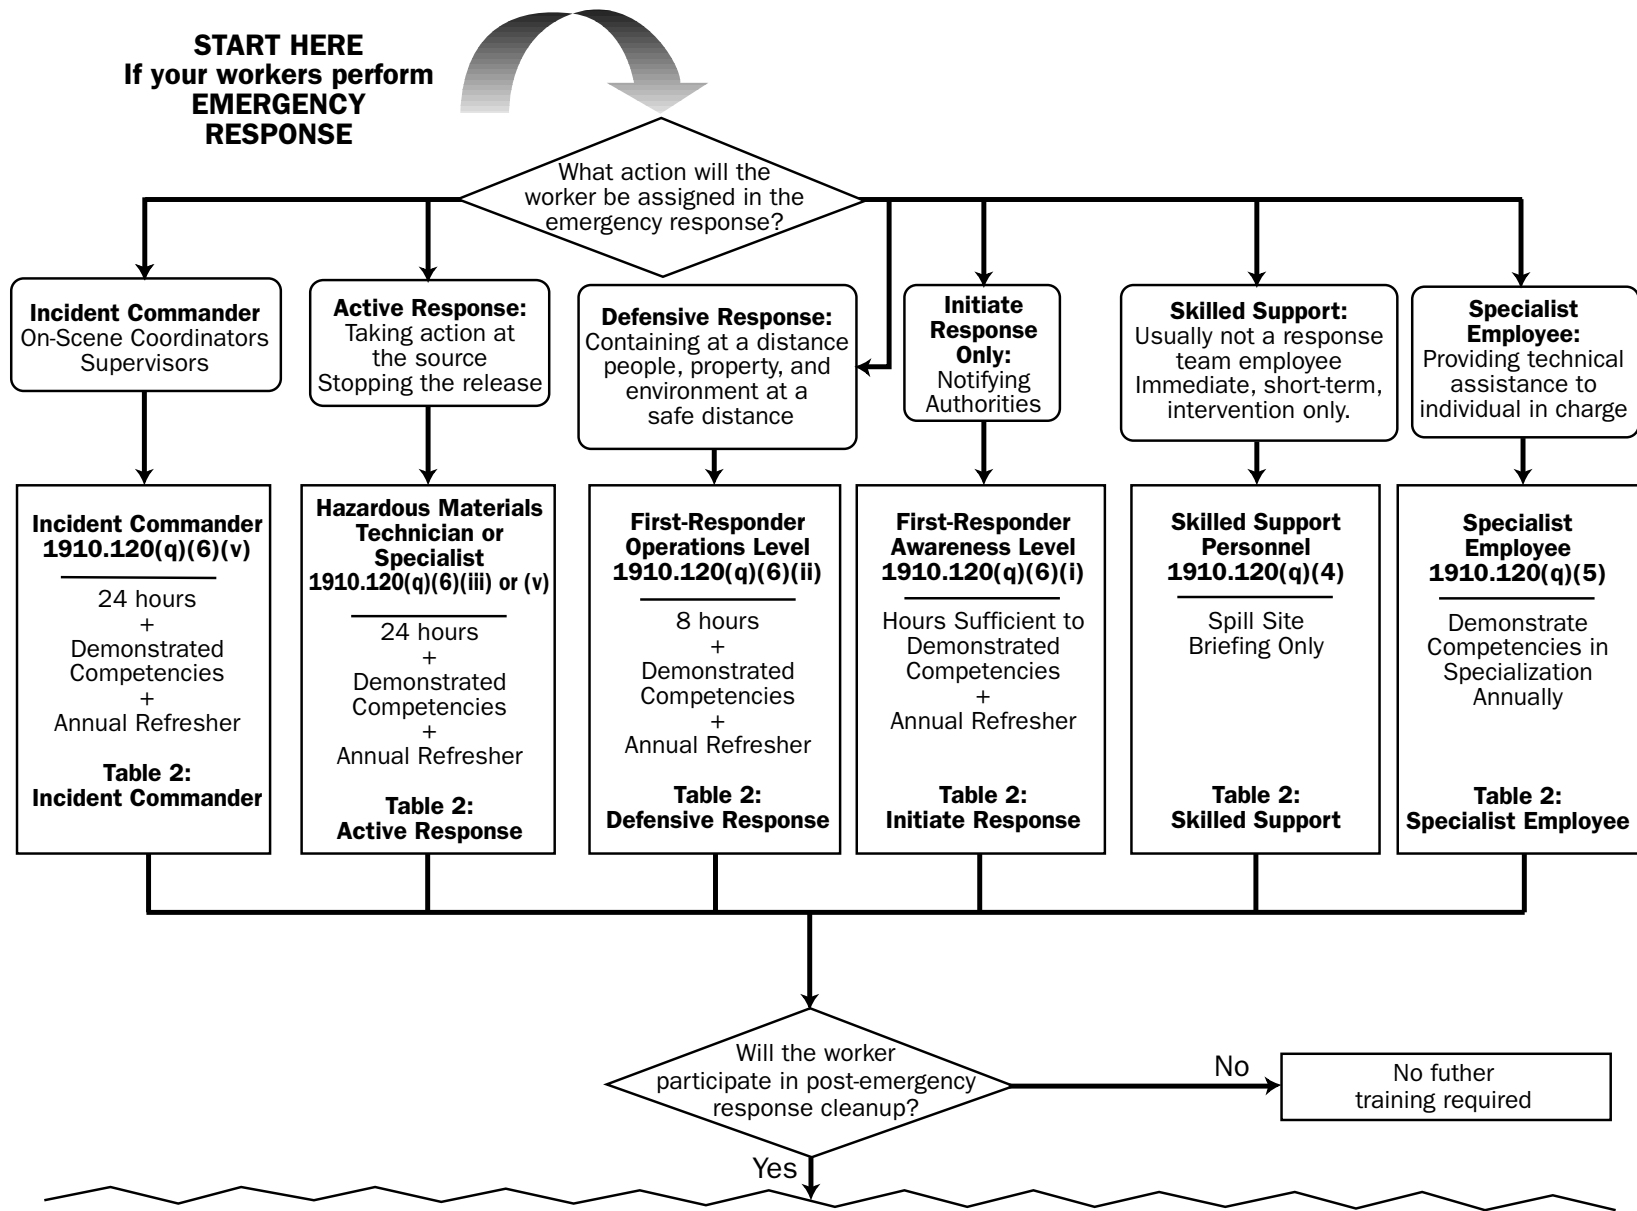 START HERE
If your workers perform
EMERGENCY
RESPONSE
What action will the
worker be assigned in the
emergency response?
Incident Commander
On-Scene Coordinators
Supervisors
Active Response:
Taking action at
the source
Stopping the release
Defensive Response:
Containing at a distance
people, property, and
environment at a
safe distance
Initiate
Response
Only:
Notifying
Authorities
Skilled Support:
Usually not a response
team employee
Immediate, short-term,
intervention only.
Specialist
Employee:
Providing technical
assistance to
individual in charge
Incident Commander
1910.120(q)(6)(v)
24 hours
+
Demonstrated
Competencies
+
Annual Refresher
Table 2:
Incident Commander
Hazardous Materials
Technician or
Specialist
1910.120(q)(6)(iii) or (v)
24 hours
+
Demonstrated
Competencies
+
Annual Refresher
Table 2:
Active Response
First-Responder
Operations Level
1910.120(q)(6)(ii)
8 hours
+
Demonstrated
Competencies
+
Annual Refresher
Table 2:
Defensive Response
First-Responder
Awareness Level
1910.120(q)(6)(i)
Hours Sufficient to
Demonstrated
Competencies
+
Annual Refresher
Table 2:
Initiate Response
Skilled Support
Personnel
1910.120(q)(4)
Spill Site
Briefing Only
Table 2:
Skilled Support
Specialist
Employee
1910.120(q)(5)
Demonstrate
Competencies in
Specialization
Annually
Table 2:
Specialist Employee
Will the worker
participate in post-emergency
response cleanup?
No
No futher
training required
Yes